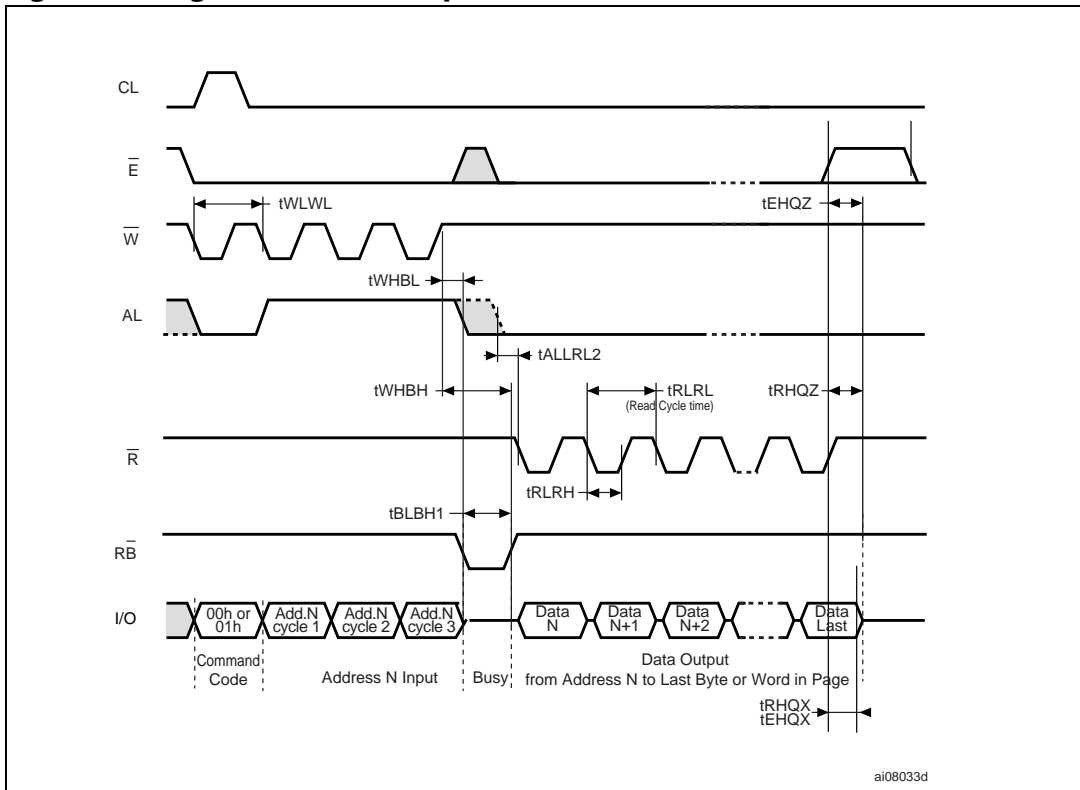 CL
E
tWLWL
tEHQZ
W
tWHBL
AL
tALLRL2
tWHBH
tRLRL
(Read Cycle time)
tRHQZ
R
tRLRH
tBLBH1
RB
I/O
00h or
01h
Add.N
cycle 1
Add.N
cycle 2
Add.N
cycle 3
Data
N
Data
N+1
Data
N+2
Data
Last
Command
Code
Address N Input
Busy
Data Output
from Address N to Last Byte or Word in Page
tRHQX
tEHQX
ai08033d